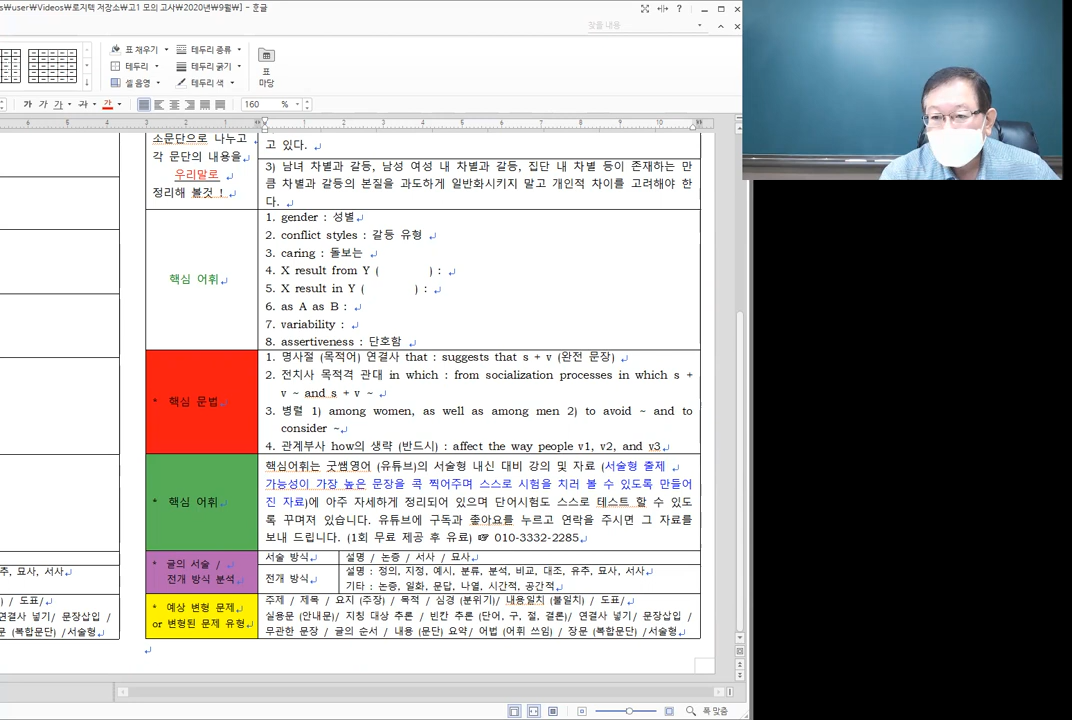 s₩user₩Videos₩로지텍 저장소₩고1 모의 고사₩2020년₩9월₩] - 한글
찾을 내용
표 채우기
테두리 종류
테두리
테두리 굵기
셀 음영
테두리 색
표
마당
가 가 가 가 가
160 %
6 5 4 3 2 1 1 2 3 4 5 6 7 8 9 10
소문단으로 나누고
각 문단의 내용을
우리말로
정리해 볼것 !
고 있다.
3) 남녀 차별과 갈등, 남성 여성 내 차별과 갈등, 집단 내 차별 등이 존재하는 만
큼 차별과 갈등의 본질을 과도하게 일반화시키지 말고 개인적 차이를 고려해야 한
다.
핵심 어휘
1. gender : 성별
2. conflict styles : 갈등 유형
3. caring : 돌보는
4. X result from Y ( ) :
5. X result in Y ( ) :
6. as A as B :
7. variability :
8. assertiveness : 단호함
* 핵심 문법
1. 명사절 (목적어) 연결사 that : suggests that s + v (완전 문장)
2. 전치사 목적격 관대 in which : from socialization processes in which s +
v ~ and s + v ~
3. 병렬 1) among women, as well as among men 2) to avoid ~ and to
consider ~
4. 관계부사 how의 생략 (반드시) : affect the way people v1, v2, and v3
* 핵심 어휘
핵심어휘는 굿쌤영어 (유튜브)의 서술형 내신 대비 강의 및 자료 (서술형 출제
가능성이 가장 높은 문장을 콕 찍어주며 스스로 시험을 치러 볼 수 있도록 만들어
진 자료)에 아주 자세하게 정리되어 있으며 단어시험도 스스로 테스트 할 수 있도
록 꾸며져 있습니다. 유튜브에 구독과 좋아요를 누르고 연락을 주시면 그 자료를
보내 드립니다. (1회 무료 제공 후 유료) ☞ 010-3332-2285
* 글의 서술 /
전개 방식 분석
서술 방식
설명 / 논증 / 서사 / 묘사
전개 방식
설명 : 정의, 지정, 예시, 분류, 분석, 비교, 대조, 유추, 묘사, 서사
기타 : 논증, 일화, 문답, 나열, 시간적, 공간적
* 예상 변형 문제
or 변형된 문제 유형
주제 / 제목 / 요지 (주장) / 목적 / 심경 (분위기)/ 내용일치 (불일치) / 도표/
실용문 (안내문)/ 지칭 대상 추론 / 빈칸 추론 (단어, 구, 절, 결론)/ 연결사 넣기/ 문장삽입 /
무관한 문장 / 글의 순서 / 내용 (문단) 요약/ 어법 (어휘 쓰임) / 장문 (복합문단) /서술형
추, 묘사, 서사
) / 도표/
연결사 넣기/ 문장삽입 /
문 (복합문단) /서술형
폭 맞춤